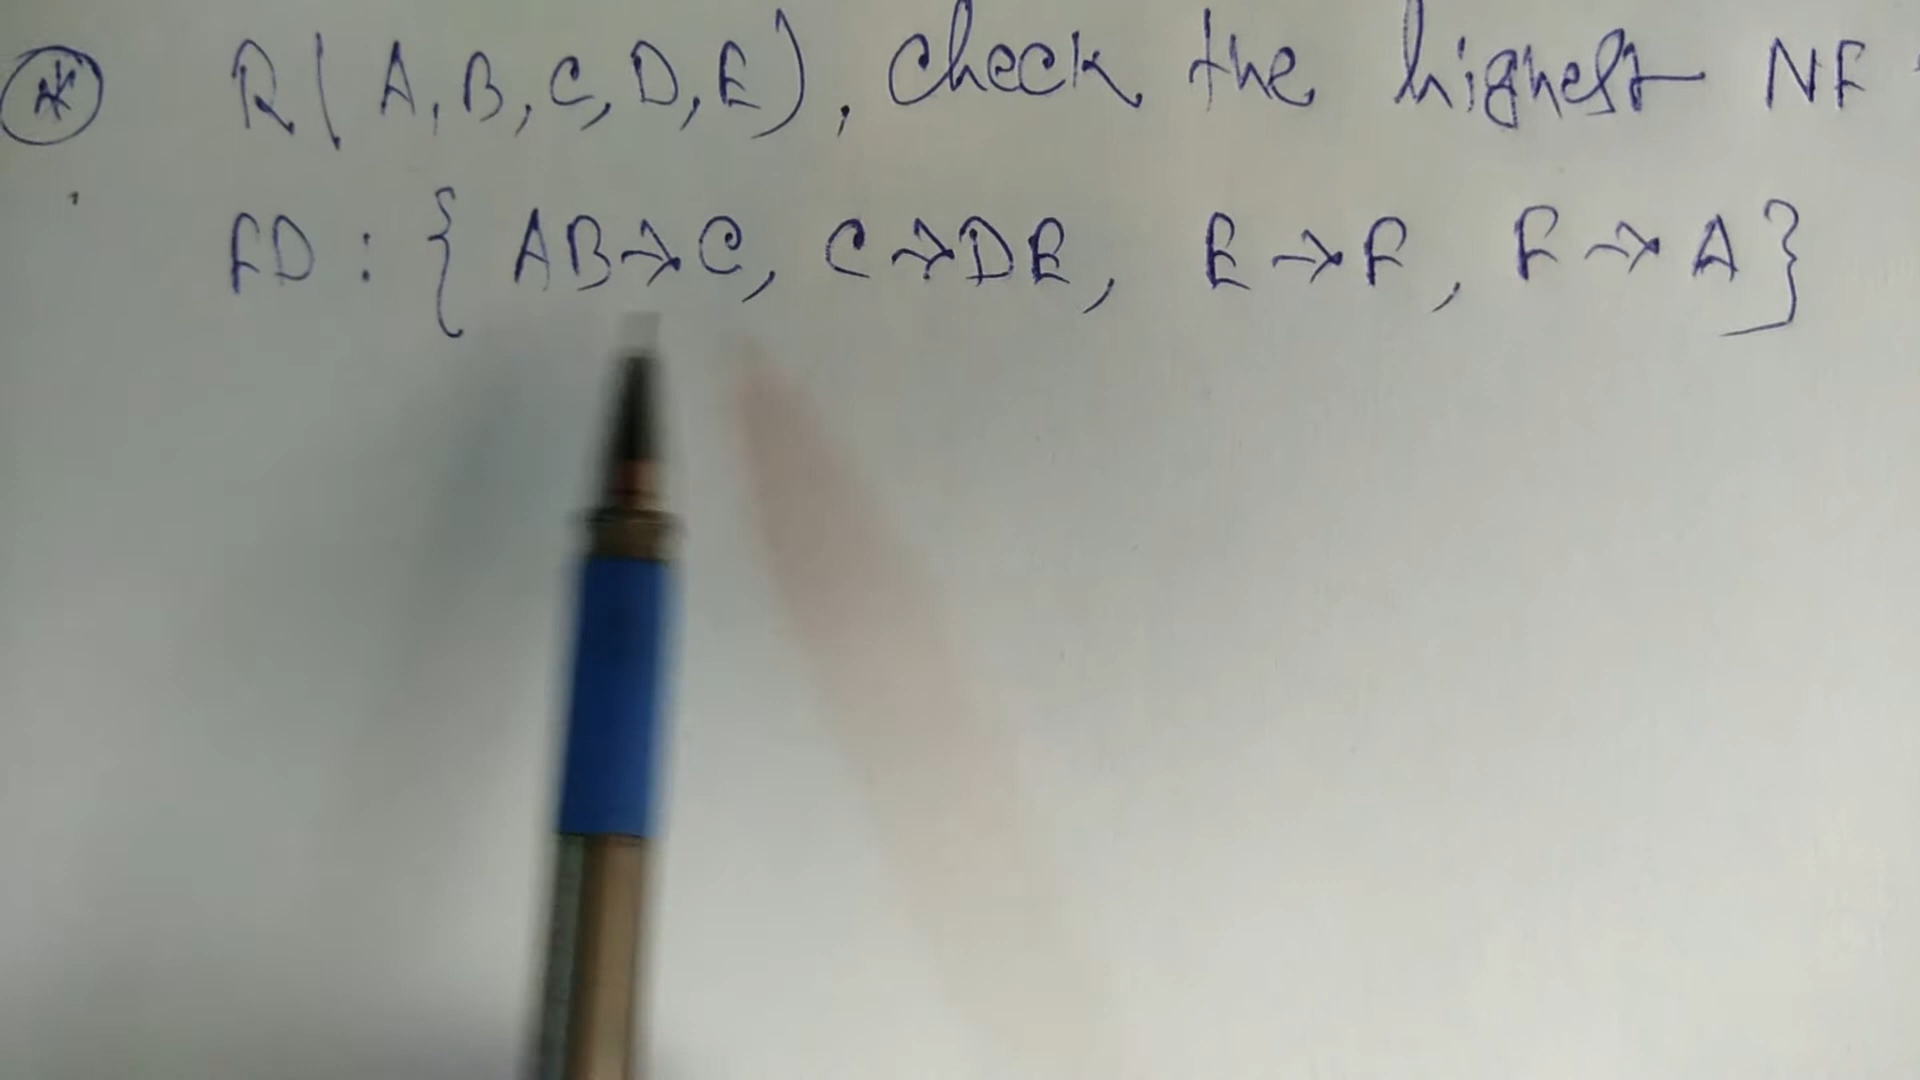 * R(A,B,C,D,E), check the highest NF
FD : { AB→C, C→DE, E→F, F→A}